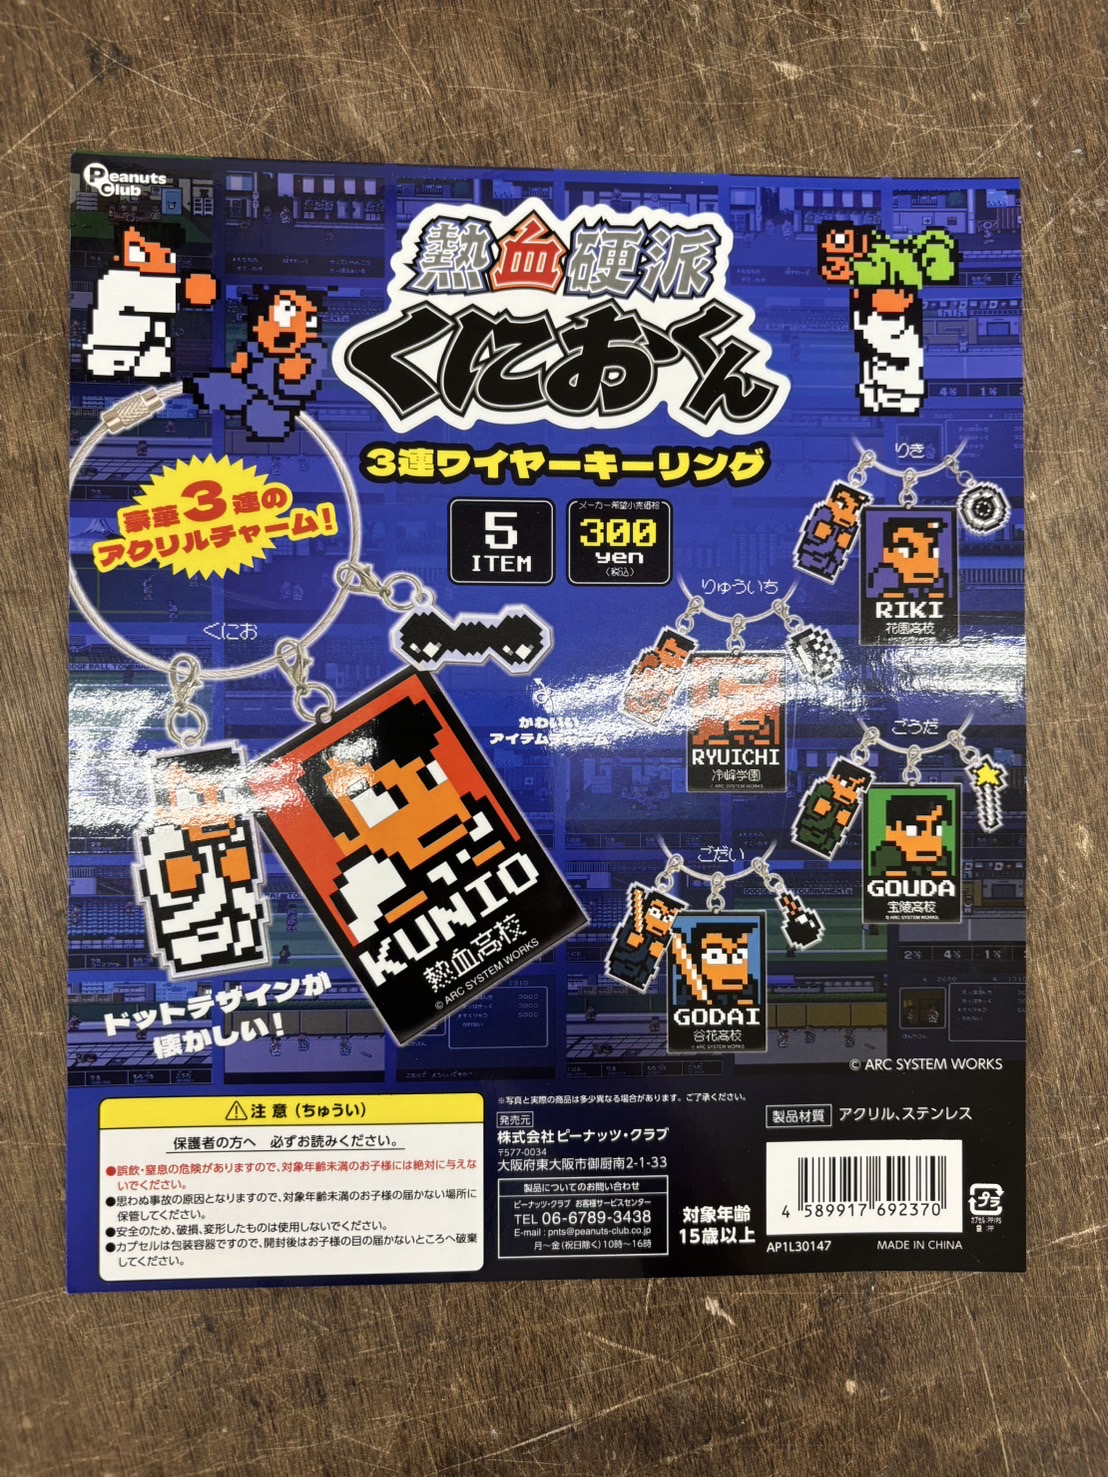 Peanuts Club
熱血硬派
くにおくん
3連ワイヤーキーリング
豪華3連の
アクリルチャーム!
5
ITEM
メーカー希望小売価格
300
yen
(税込)
くにお
かわいい
KUNIO
熱血高校
© ARC SYSTEM WORKS
ドットデザインが
懐かしい!
りき
RIKI
花園高校
りゅういち
RYUICHI
冷峰学園
© ARC SYSTEM WORKS
ごうだ
GOUDA
宝陵高校
© ARC SYSTEM WORKS
ごだい
GODAI
谷花高校
© ARC SYSTEM WORKS
© ARC SYSTEM WORKS
⚠注意(ちゅうい)
保護者の方へ 必ずお読みください。
●誤飲・窒息の危険がありますので、対象年齢未満のお子様には絶対に与えな
いでください。
●思わぬ事故の原因となりますので、対象年齢未満のお子様の届かない場所に
保管してください。
●安全のため、破損、変形したものは使用しないでください。
●カプセルは包装容器ですので、開封後はお子様の目の届かないところへ破棄
してください。
※写真と実際の商品は多少異なる場合があります。ご了承ください。
発売元
株式会社ピーナッツ・クラブ
〒577-0034
大阪府東大阪市御厨南2-1-33
製品についてのお問い合わせ
ピーナッツ・クラブ お客様サービスセンター
TEL 06-6789-3438
E-mail : pnts@peanuts-club.co.jp
月〜金(祝日除く)10時〜16時
対象年齢
15歳以上
製品材質 アクリル、ステンレス
4 589917 692370
AP1L30147
MADE IN CHINA
プラ
カプセル:PP/PS
袋:PP